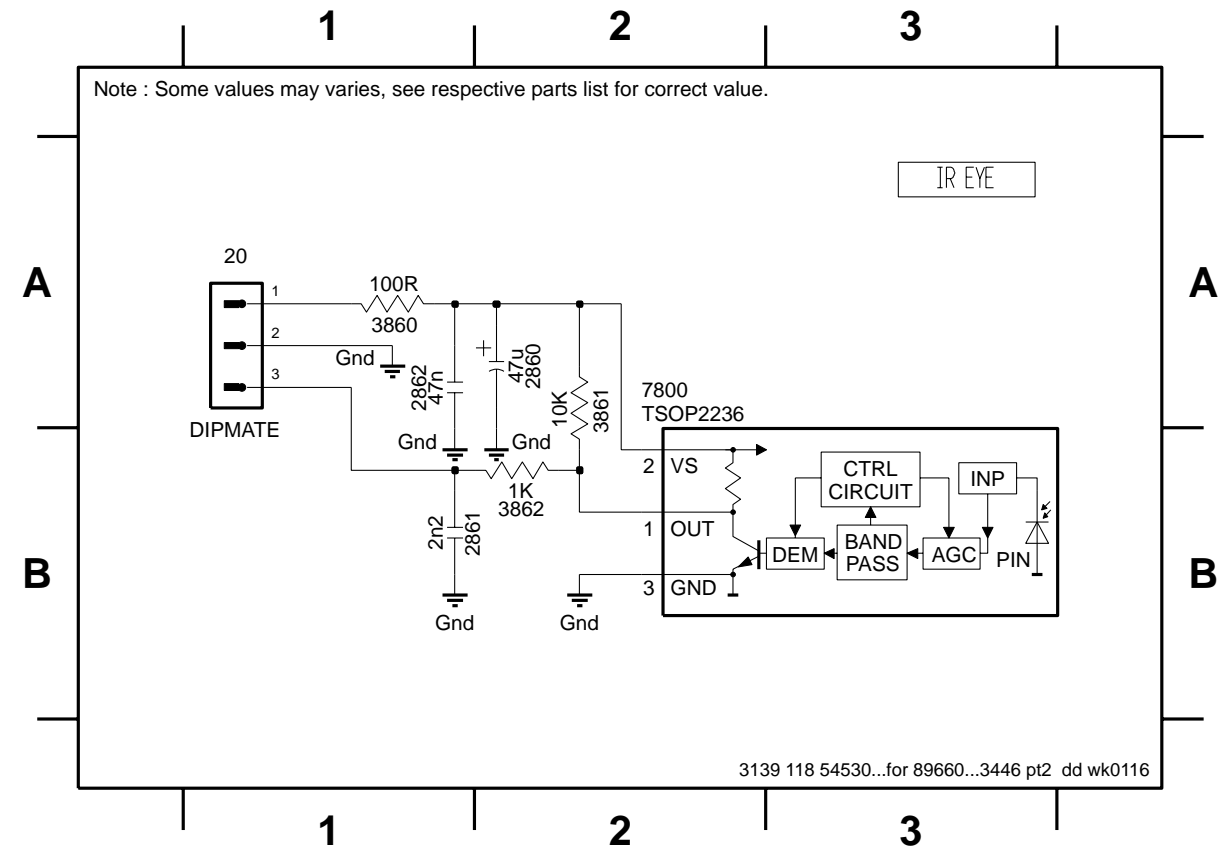 1 2 3
Note : Some values may varies, see respective parts list for correct value.
IR EYE
A A
20
100R
3860
1
2
3
Gnd
DIPMATE
2862
47n
47u
2860
10K
3861
Gnd
Gnd
1K
3862
2n2
2861
Gnd
Gnd
7800
TSOP2236
2 VS
1 OUT
3 GND
CTRL
CIRCUIT
INP
DEM
BAND
PASS
AGC
PIN
B B
3139 118 54530...for 89660...3446 pt2 dd wk0116
1 2 3